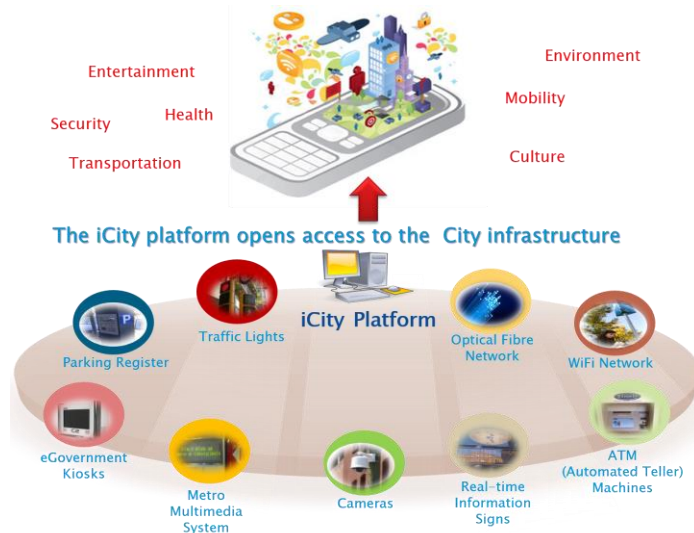 Entertainment
Environment
Health
Mobility
Security
Transportation
Culture
The iCity platform opens access to the City infrastructure
iCity Platform
Traffic Lights
Parking Register
Optical Fibre
Network
WiFi Network
eGovernment
Kiosks
Metro
Multimedia
System
Cameras
Real-time
Information
Signs
ATM
(Automated Teller)
Machines